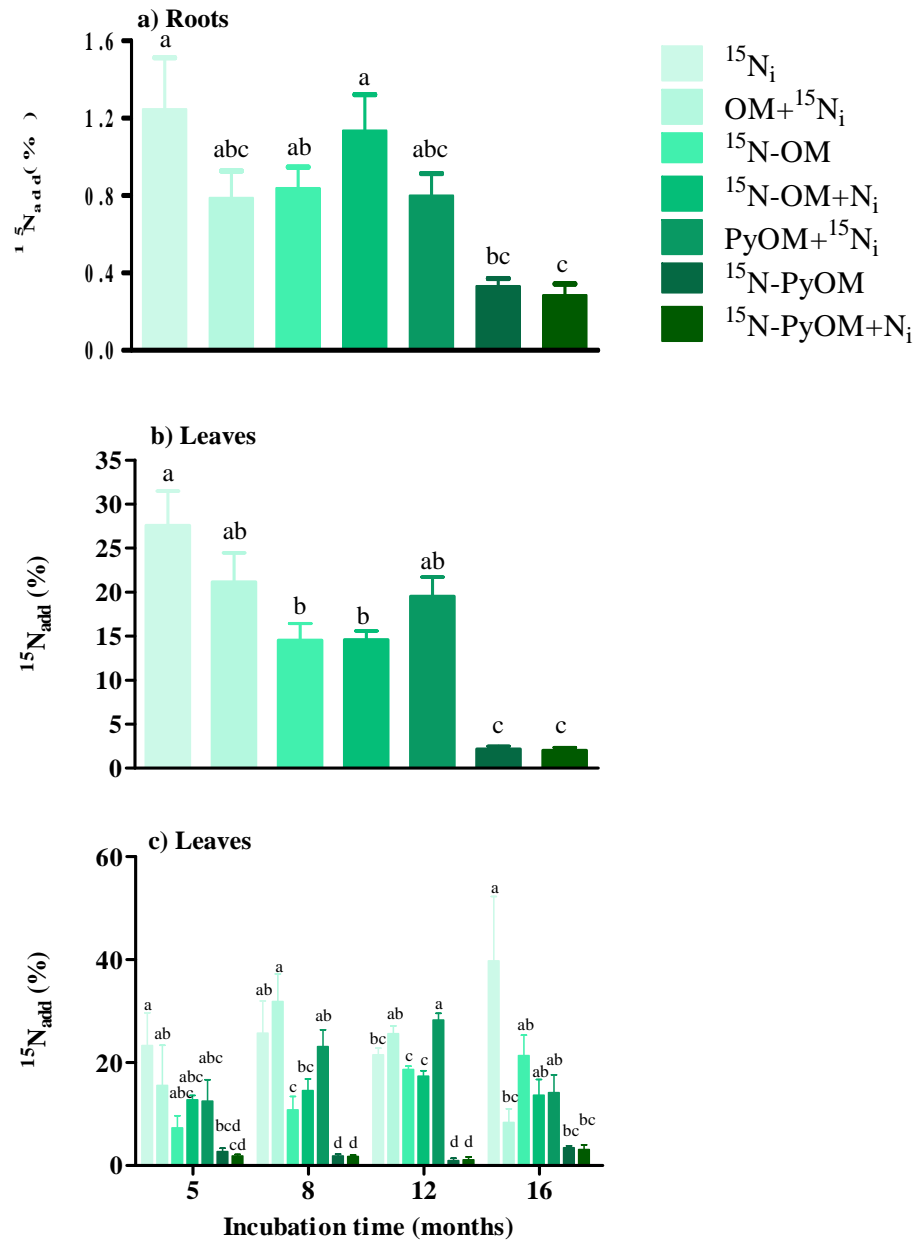 a) Roots
1.6
1.2
0.8
0.4
0.0
¹⁵Nadd(%)
a
abc
ab
a
abc
bc
c
¹⁵Nᵢ
OM+¹⁵Nᵢ
¹⁵N-OM
¹⁵N-OM+Nᵢ
PyOM+¹⁵Nᵢ
¹⁵N-PyOM
¹⁵N-PyOM+Nᵢ
b) Leaves
35
30
25
20
15
10
5
0
¹⁵Nadd (%)
a
ab
b
b
ab
c
c
c) Leaves
60
40
20
0
¹⁵Nadd (%)
a
ab
abc
abc
abc
bcd
cd
ab
a
c
bc
ab
d
d
bc
ab
c
c
a
d
d
a
bc
ab
ab
ab
bc
bc
5 8 12 16
Incubation time (months)